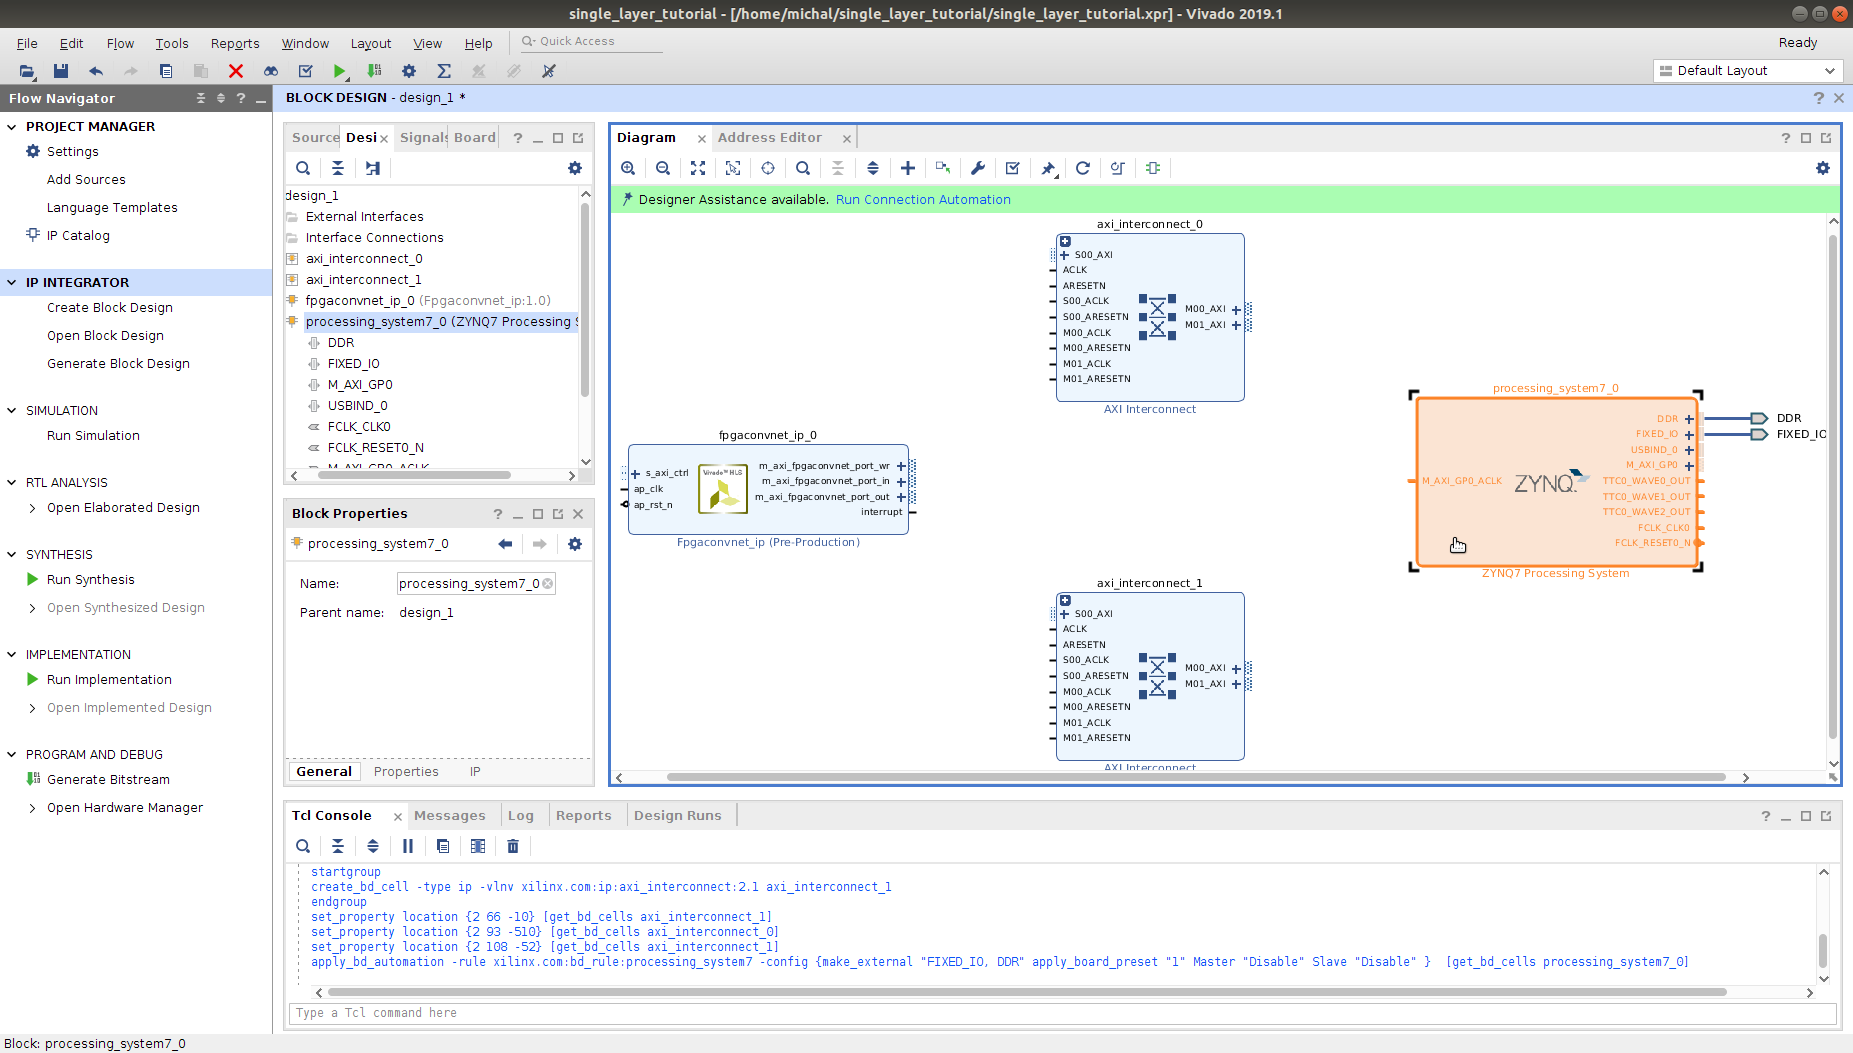 single_layer_tutorial - [/home/michal/single_layer_tutorial/single_layer_tutorial.xpr] - Vivado 2019.1
File Edit Flow Tools Reports Window Layout View Help Quick Access Ready
Default Layout
Flow Navigator
PROJECT MANAGER
Settings
Add Sources
Language Templates
IP Catalog
IP INTEGRATOR
Create Block Design
Open Block Design
Generate Block Design
SIMULATION
Run Simulation
RTL ANALYSIS
Open Elaborated Design
SYNTHESIS
Run Synthesis
Open Synthesized Design
IMPLEMENTATION
Run Implementation
Open Implemented Design
PROGRAM AND DEBUG
Generate Bitstream
Open Hardware Manager
BLOCK DESIGN - design_1 *
Source Desi Signals Board
design_1
External Interfaces
Interface Connections
axi_interconnect_0
axi_interconnect_1
fpgaconvnet_ip_0 (Fpgaconvnet_ip:1.0)
processing_system7_0 (ZYNQ7 Processing S
DDR
FIXED_IO
M_AXI_GP0
USBIND_0
FCLK_CLK0
FCLK_RESET0_N
M_AXI_GP0_ACLK
Block Properties
processing_system7_0
Name: processing_system7_0
Parent name: design_1
General Properties IP
Diagram Address Editor
Designer Assistance available. Run Connection Automation
axi_interconnect_0
S00_AXI
ACLK
ARESETN
S00_ACLK
S00_ARESETN
M00_ACLK
M00_ARESETN
M01_ACLK
M01_ARESETN
M00_AXI
M01_AXI
AXI Interconnect
fpgaconvnet_ip_0
s_axi_ctrl
ap_clk
ap_rst_n
Vivado™ HLS
m_axi_fpgaconvnet_port_wr
m_axi_fpgaconvnet_port_in
m_axi_fpgaconvnet_port_out
interrupt
Fpgaconvnet_ip (Pre-Production)
axi_interconnect_1
S00_AXI
ACLK
ARESETN
S00_ACLK
S00_ARESETN
M00_ACLK
M00_ARESETN
M01_ACLK
M01_ARESETN
M00_AXI
M01_AXI
AXI Interconnect
processing_system7_0
M_AXI_GP0_ACLK
ZYNQ
DDR
FIXED_IO
USBIND_0
M_AXI_GP0
TTC0_WAVE0_OUT
TTC0_WAVE1_OUT
TTC0_WAVE2_OUT
FCLK_CLK0
FCLK_RESET0_N
ZYNQ7 Processing System
DDR
FIXED_IO
Tcl Console Messages Log Reports Design Runs
startgroup
create_bd_cell -type ip -vlnv xilinx.com:ip:axi_interconnect:2.1 axi_interconnect_1
endgroup
set_property location {2 66 -10} [get_bd_cells axi_interconnect_1]
set_property location {2 93 -510} [get_bd_cells axi_interconnect_0]
set_property location {2 108 -52} [get_bd_cells axi_interconnect_1]
apply_bd_automation -rule xilinx.com:bd_rule:processing_system7 -config {make_external "FIXED_IO, DDR" apply_board_preset "1" Master "Disable" Slave "Disable" } [get_bd_cells processing_system7_0]
Type a Tcl command here
Block: processing_system7_0